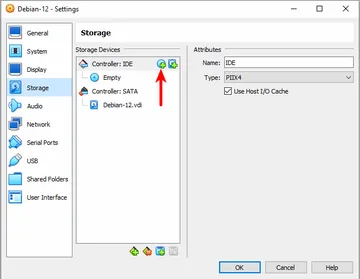 Debian-12 - Settings
General
System
Display
Storage
Audio
Network
Serial Ports
USB
Shared Folders
User Interface
Storage
Storage Devices
Controller: IDE
Empty
Controller: SATA
Debian-12.vdi
Attributes
Name: IDE
Type: PIIX4
Use Host I/O Cache
OK Cancel Help